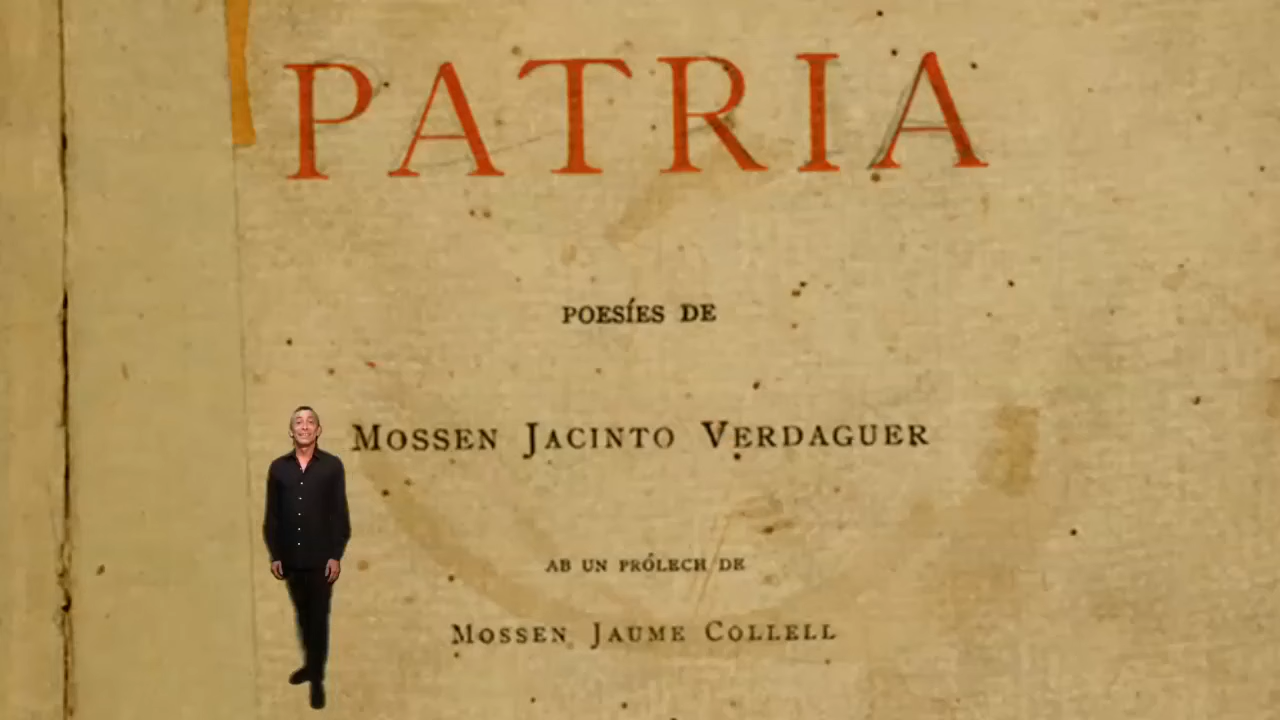 PATRIA
POESÍES DE
MOSSEN JACINTO VERDAGUER
AB UN PRÓLECH DE
MOSSEN JAUME COLLELL